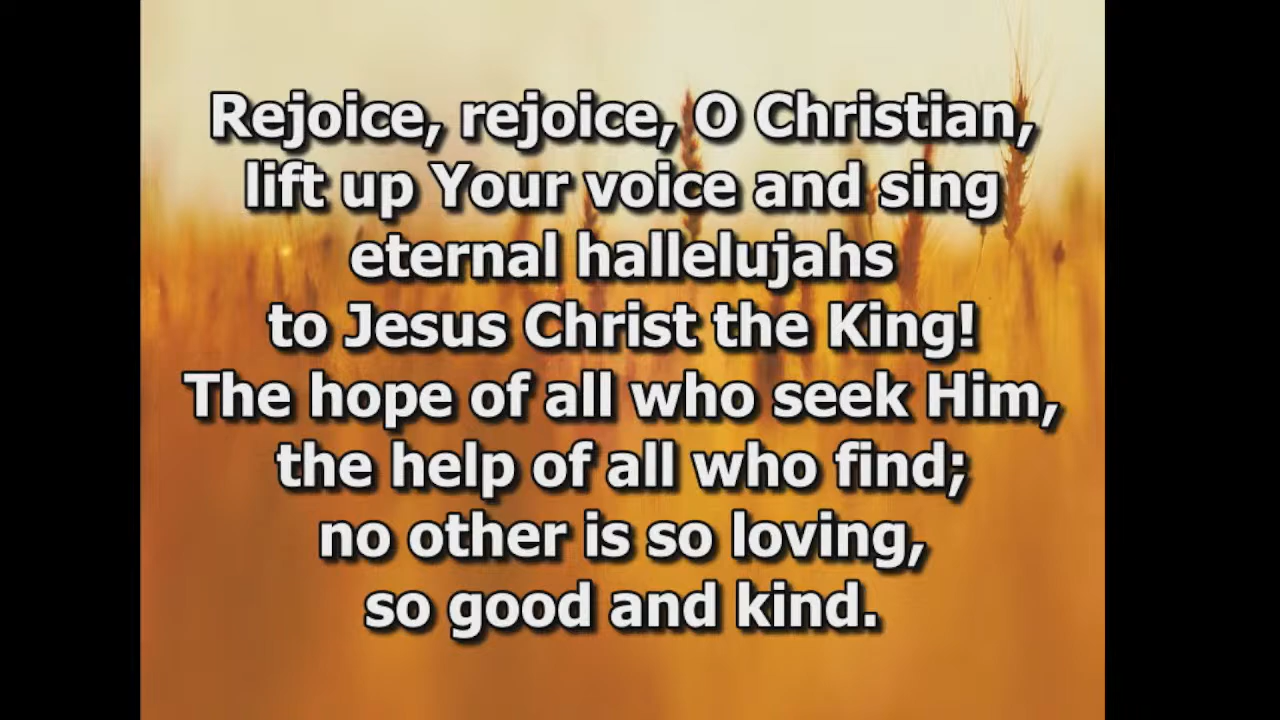 Rejoice, rejoice, O Christian,
lift up Your voice and sing
eternal hallelujahs
to Jesus Christ the King!
The hope of all who seek Him,
the help of all who find;
no other is so loving,
so good and kind.